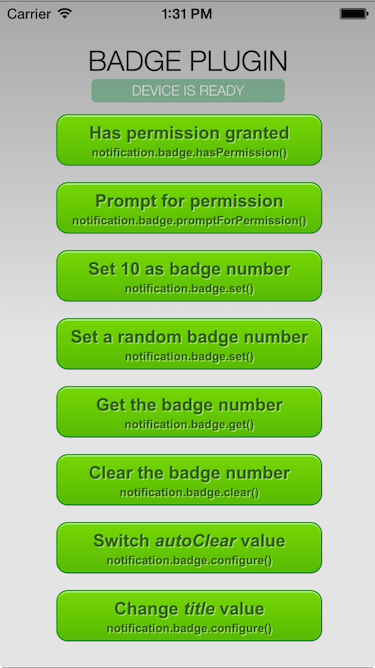 Carrier 1:31 PM
BADGE PLUGIN
DEVICE IS READY
Has permission granted
notification.badge.hasPermission()
Prompt for permission
notification.badge.promptForPermission()
Set 10 as badge number
notification.badge.set()
Set a random badge number
notification.badge.set()
Get the badge number
notification.badge.get()
Clear the badge number
notification.badge.clear()
Switch autoClear value
notification.badge.configure()
Change title value
notification.badge.configure()